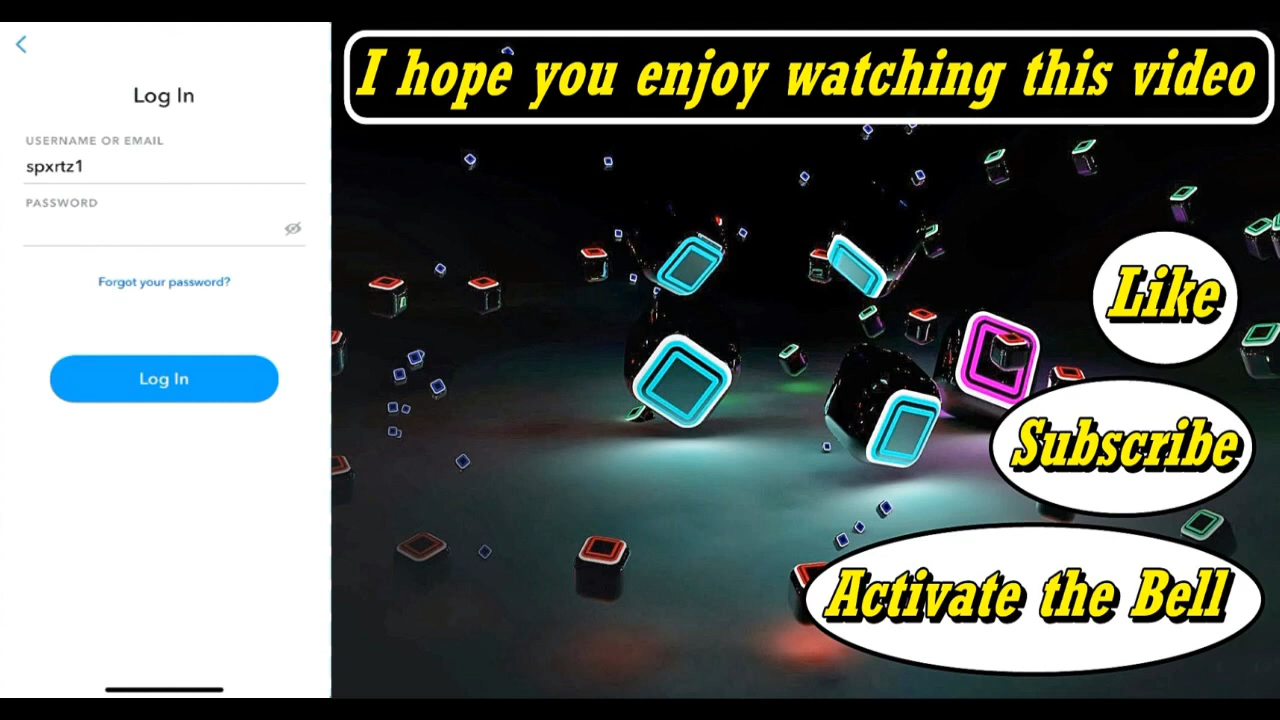 Log In
USERNAME OR EMAIL
spxrtz1
PASSWORD
Forgot your password?
Log In
I hope you enjoy watching this video
Like
Subscribe
Activate the Bell